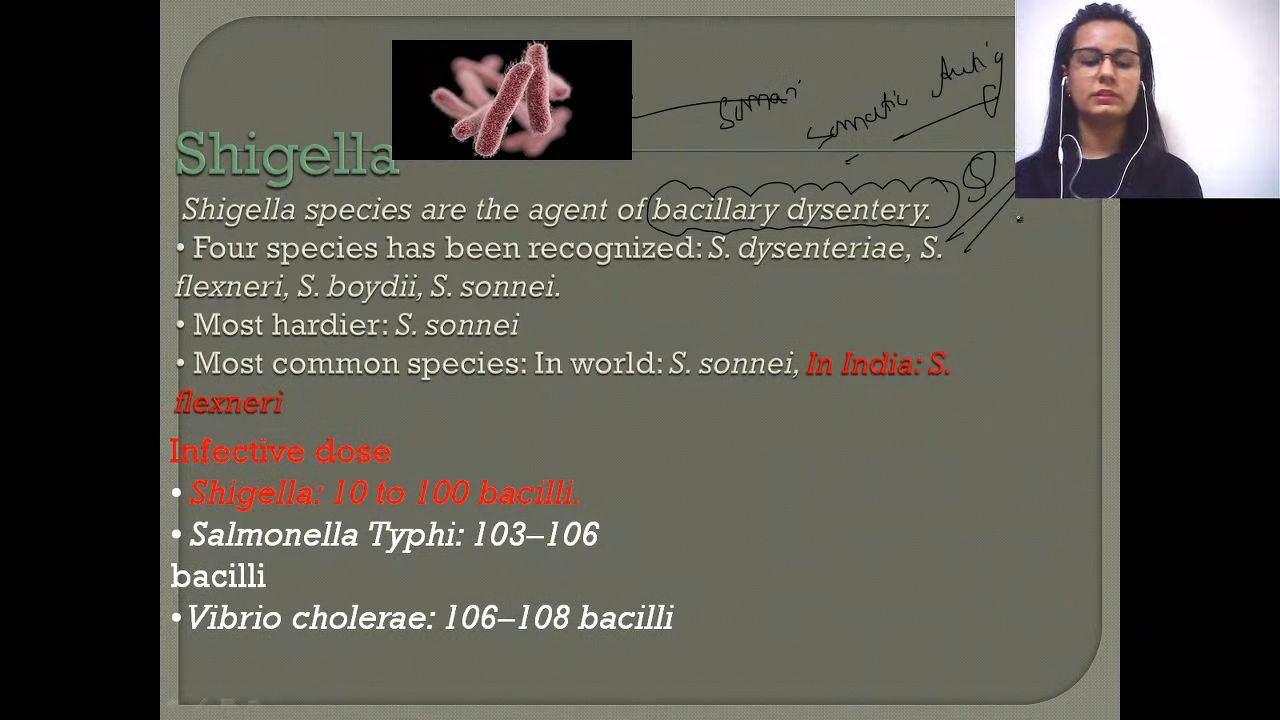 Somati
somatic Antig
Shigella
S
Shigella species are the agent of bacillary dysentery.
• Four species has been recognized: S. dysenteriae, S.
flexneri, S. boydii, S. sonnei.
• Most hardier: S. sonnei
• Most common species: In world: S. sonnei, In India: S.
flexneri
Infective dose
• Shigella: 10 to 100 bacilli.
• Salmonella Typhi: 103–106
bacilli
• Vibrio cholerae: 106–108 bacilli